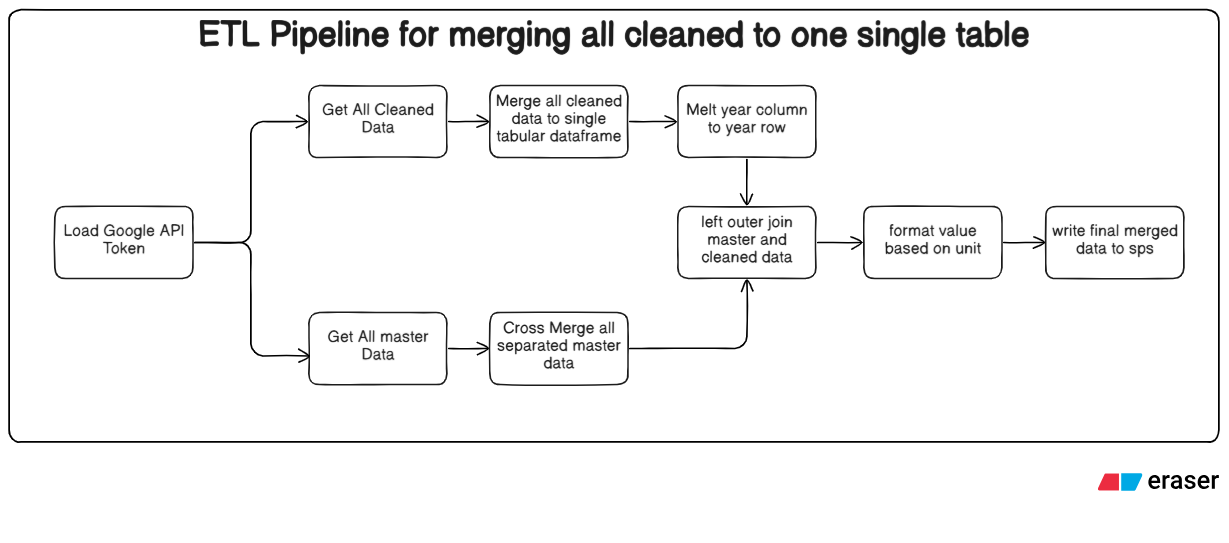 ETL Pipeline for merging all cleaned to one single table
Get All Cleaned
Data
Merge all cleaned
data to single
tabular dataframe
Melt year column
to year row
Load Google API
Token
left outer join
master and
cleaned data
format value
based on unit
write final merged
data to sps
Get All master
Data
Cross Merge all
separated master
data
eraser